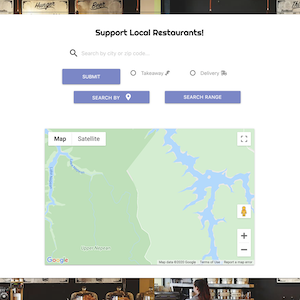 Support Local Restaurants!
Search by city or zip code...
SUBMIT
Takeaway
Delivery
SEARCH BY
SEARCH RANGE
Map
Satellite
Google
Map data ©2020 Google
Terms of Use
Report a map error